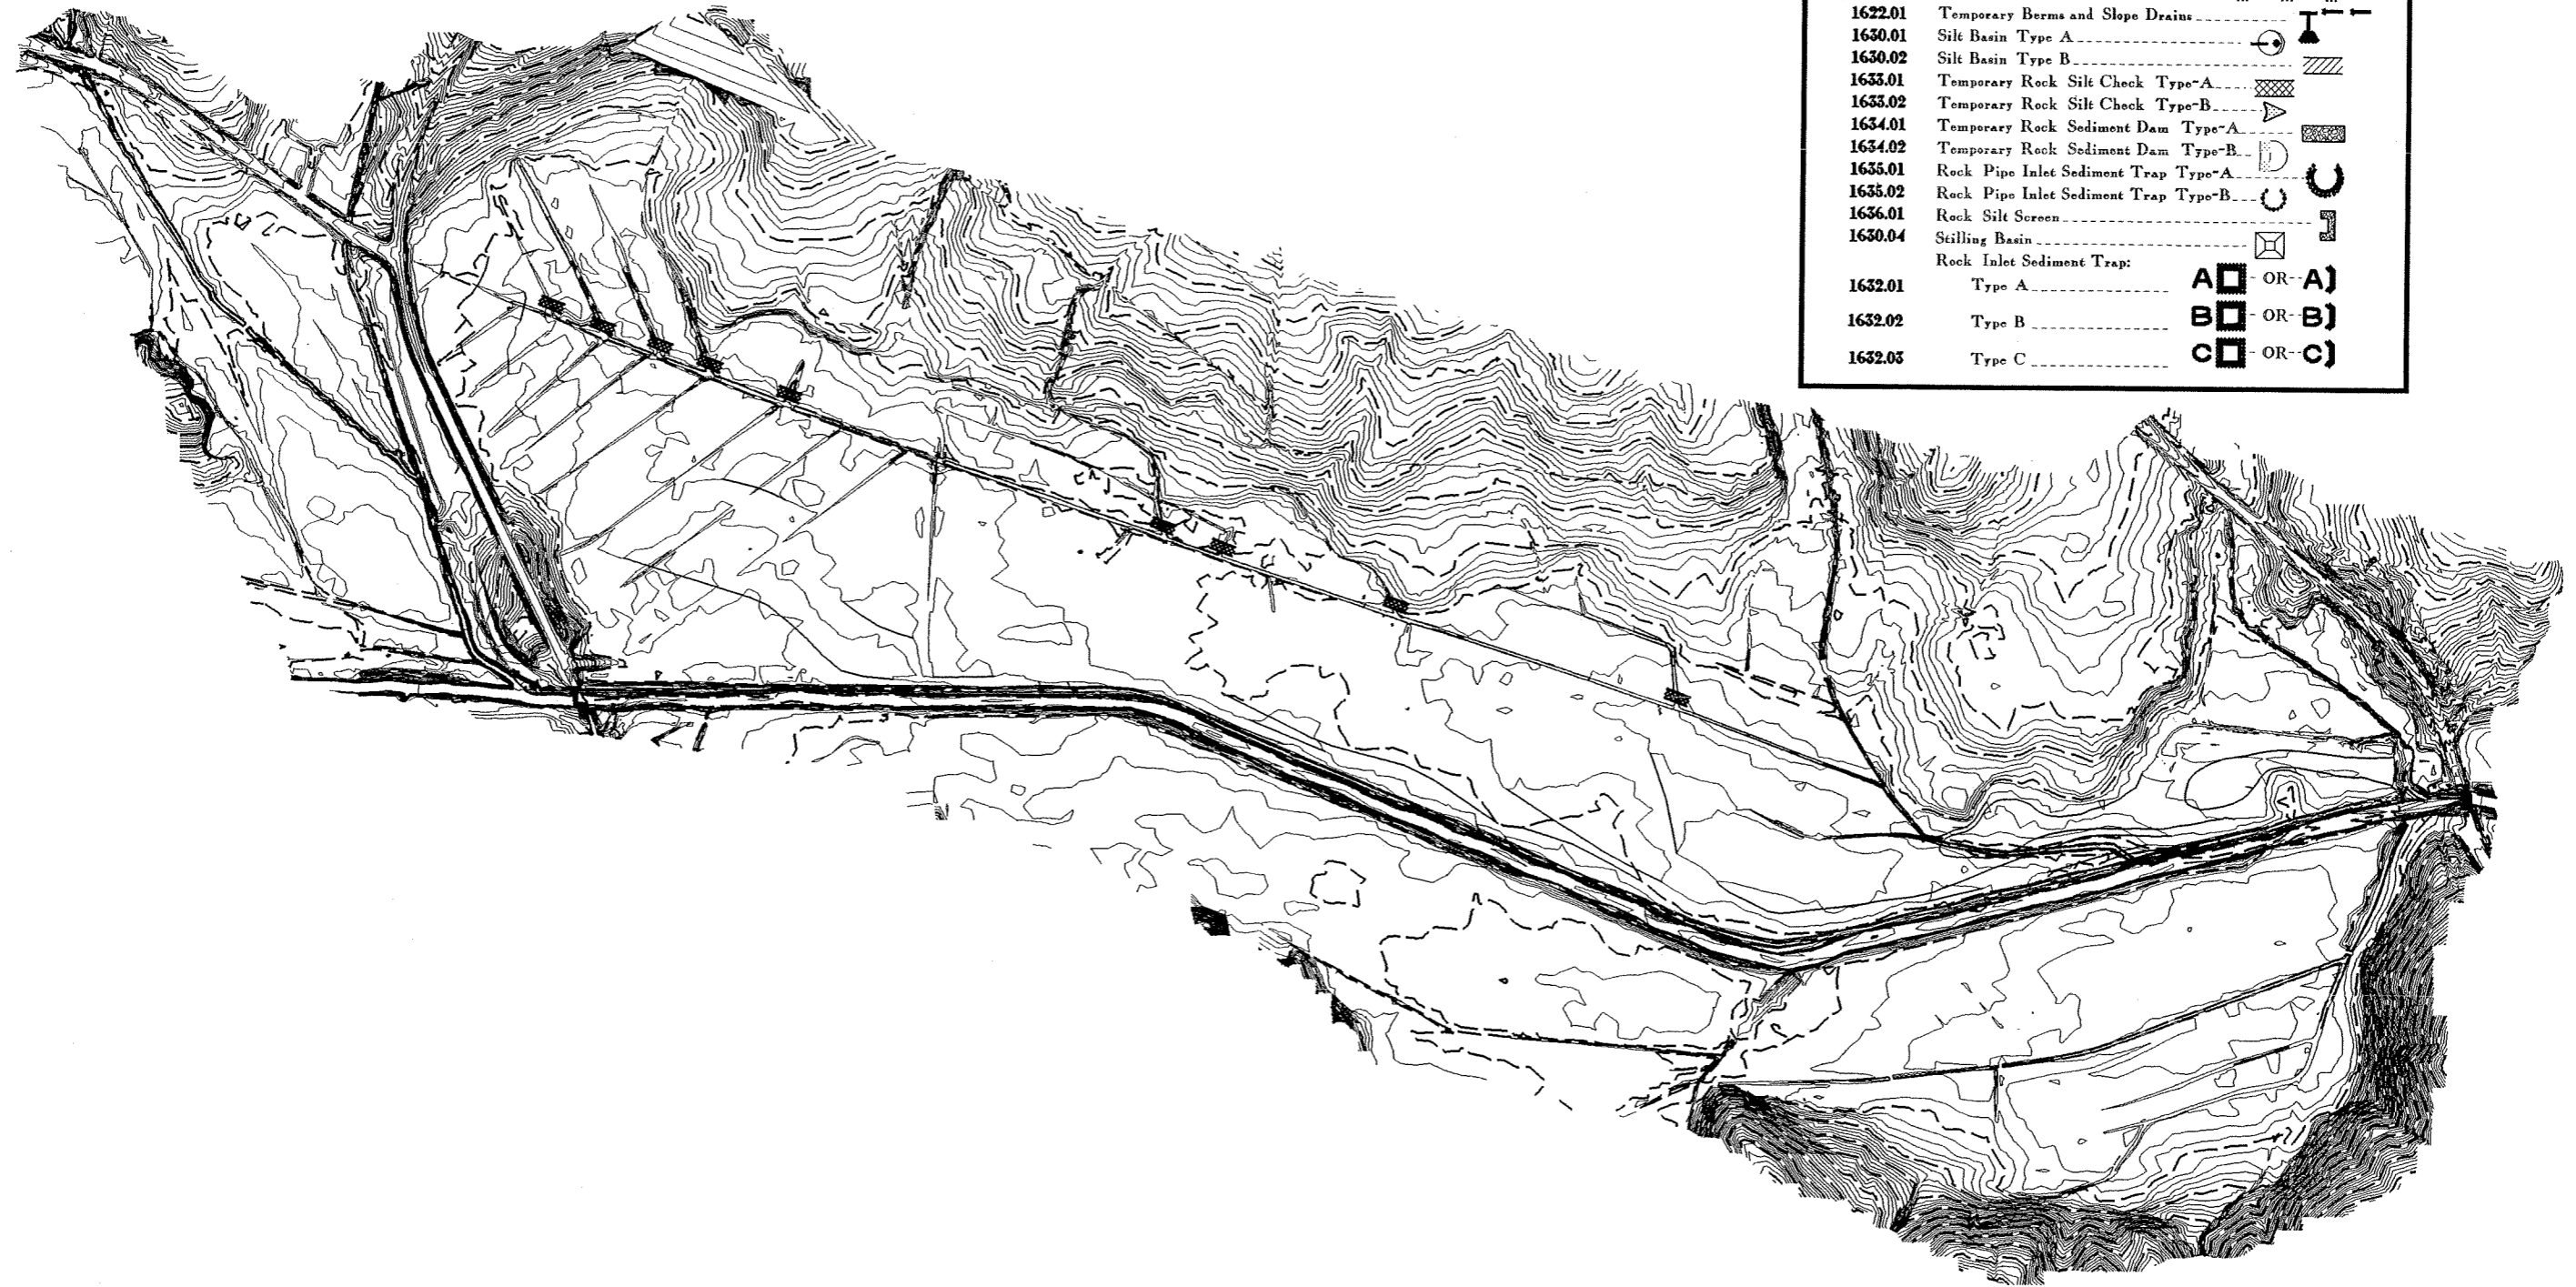 1622.01 Temporary Berms and Slope Drains
1630.01 Silt Basin Type A
1630.02 Silt Basin Type B
1633.01 Temporary Rock Silt Check Type-A
1633.02 Temporary Rock Silt Check Type-B
1634.01 Temporary Rock Sediment Dam Type-A
1634.02 Temporary Rock Sediment Dam Type-B
1635.01 Rock Pipe Inlet Sediment Trap Type-A
1635.02 Rock Pipe Inlet Sediment Trap Type-B
1636.01 Rock Silt Screen
1630.04 Stilling Basin
Rock Inlet Sediment Trap:
1632.01 Type A A OR A
1632.02 Type B B OR B
1632.03 Type C C OR C